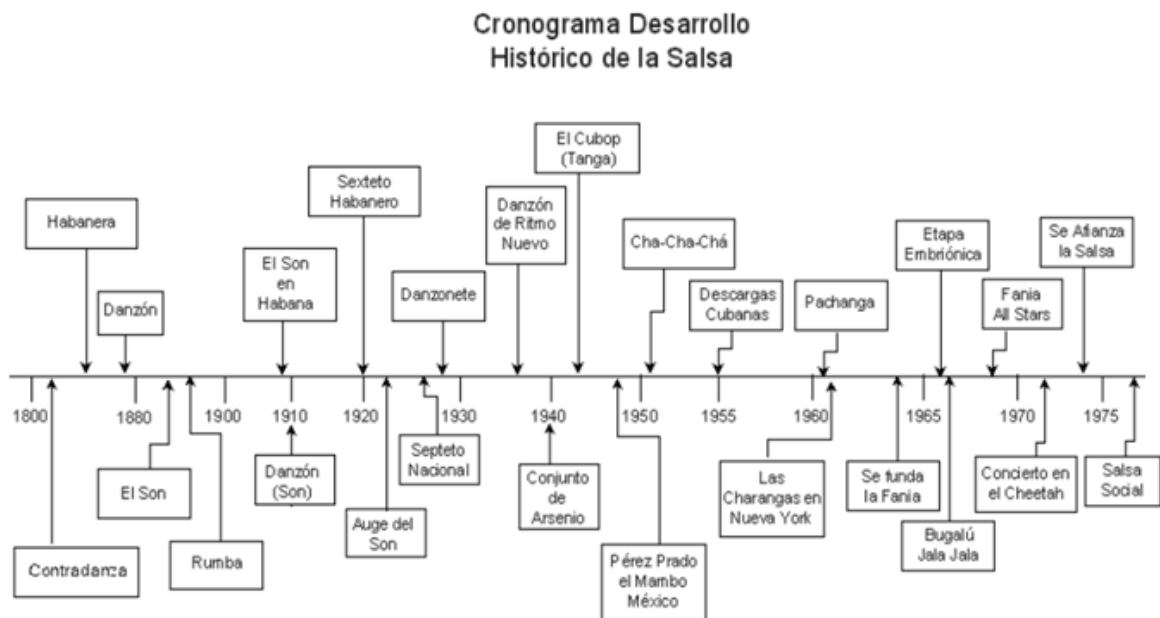 Cronograma Desarrollo
Histórico de la Salsa
El Cubop
(Tanga)
Sexteto
Habanero
Danzón
de Ritmo
Nuevo
Habanera
Cha-Cha-Chá
Etapa
Embriónica
Se Afianza
la Salsa
El Son
en
Habana
Danzonete
Descargas
Cubanas
Pachanga
Fania
All Stars
Danzón
1800
1880
1900
1910
1920
1930
1940
1950
1955
1960
1965
1970
1975
El Son
Danzón
(Son)
Septeto
Nacional
Conjunto
de
Arsenio
Las
Charangas en
Nueva York
Se funda
la Fania
Concierto en
el Cheetah
Salsa
Social
Contradanza
Rumba
Auge del
Son
Pérez Prado
el Mambo
México
Bugalú
Jala Jala